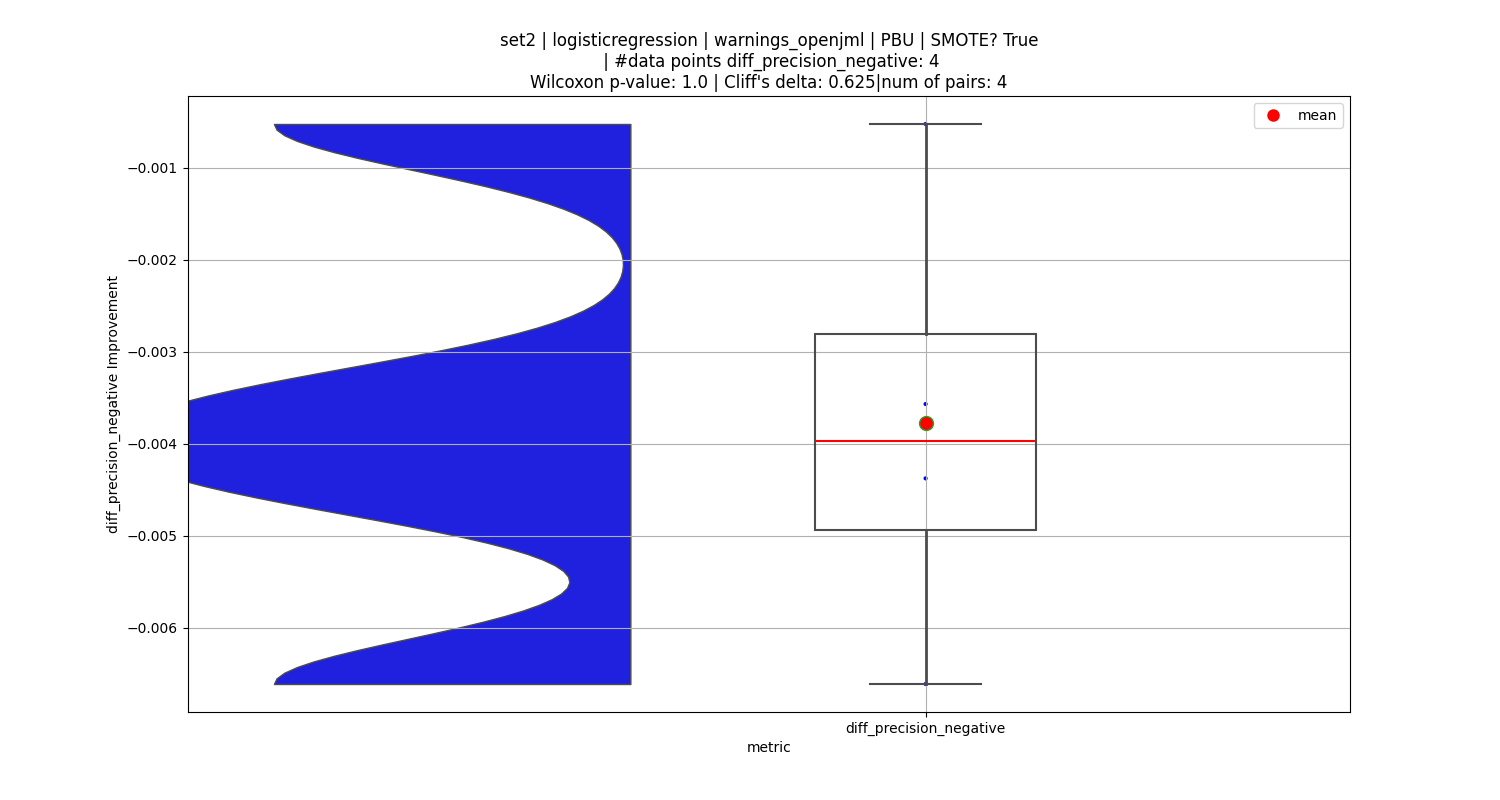 set2 | logisticregression | warnings_openjml | PBU | SMOTE? True
| #data points diff_precision_negative: 4
Wilcoxon p-value: 1.0 | Cliff's delta: 0.625|num of pairs: 4
mean
−0.001
−0.002
−0.003
−0.004
−0.005
−0.006
diff_precision_negative Improvement
diff_precision_negative
metric